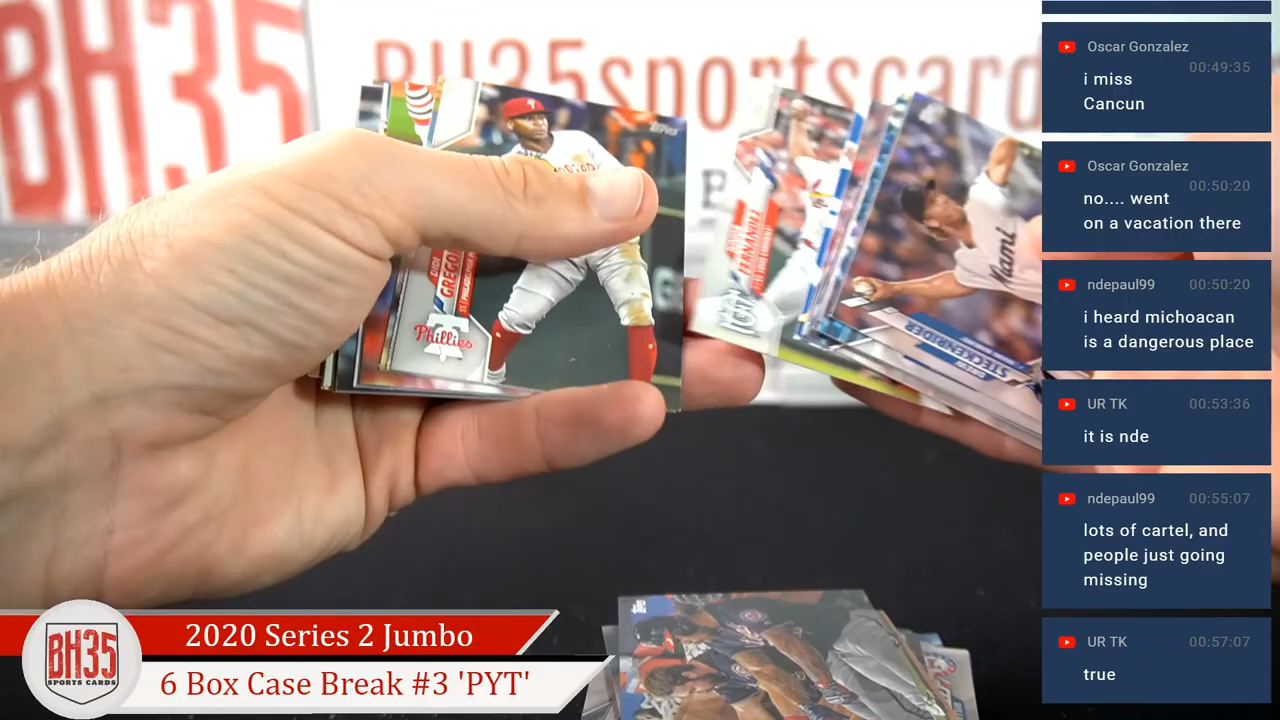 BH35
BH35sportscard
Oscar Gonzalez
00:49:35
i miss
Cancun
Oscar Gonzalez
00:50:20
no.... went
on a vacation there
ndepaul99 00:50:20
i heard michoacan
is a dangerous place
UR TK 00:53:36
it is nde
ndepaul99 00:55:07
lots of cartel, and
people just going
missing
UR TK 00:57:07
true
Phillies
Miami
BH35
SPORTS CARDS
2020 Series 2 Jumbo
6 Box Case Break #3 'PYT'